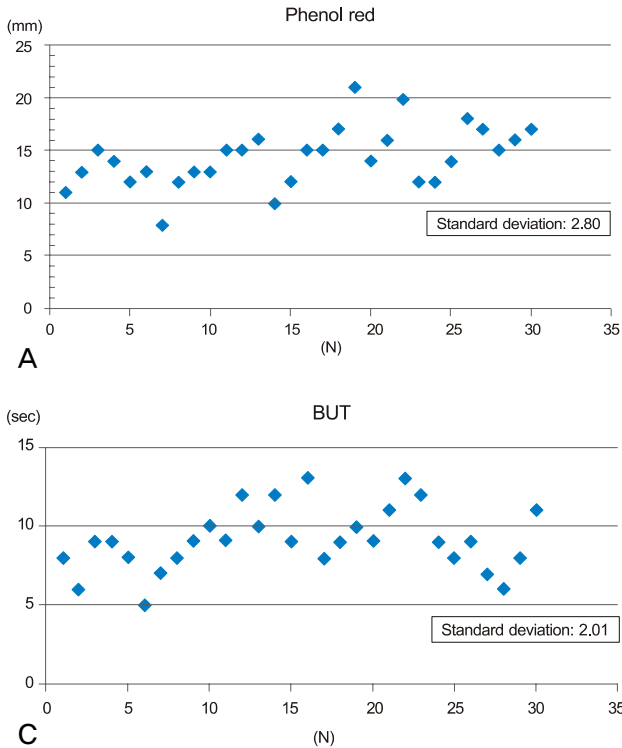 Phenol red
(mm)
25
20
15
10
5
0
Standard deviation: 2.80
0 5 10 15 20 25 30 35
(N)
A
BUT
(sec)
15
10
5
0
Standard deviation: 2.01
0 5 10 15 20 25 30 35
(N)
C